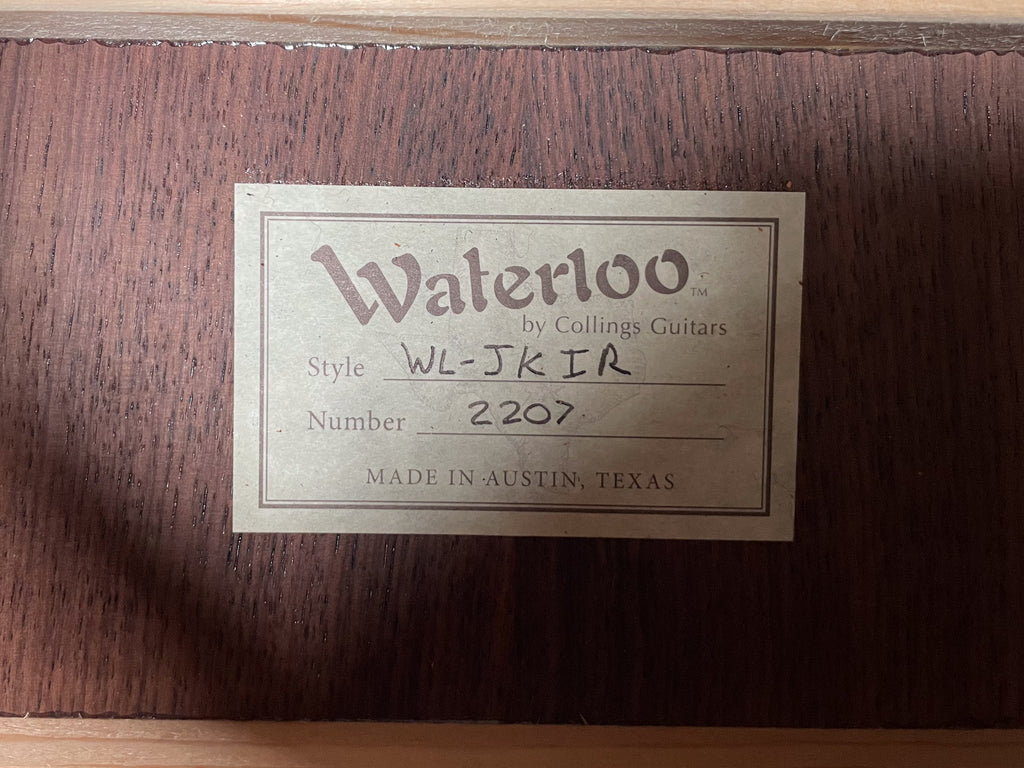 Waterloo™
by Collings Guitars
Style WL-JK IR
Number 2207
MADE IN AUSTIN, TEXAS